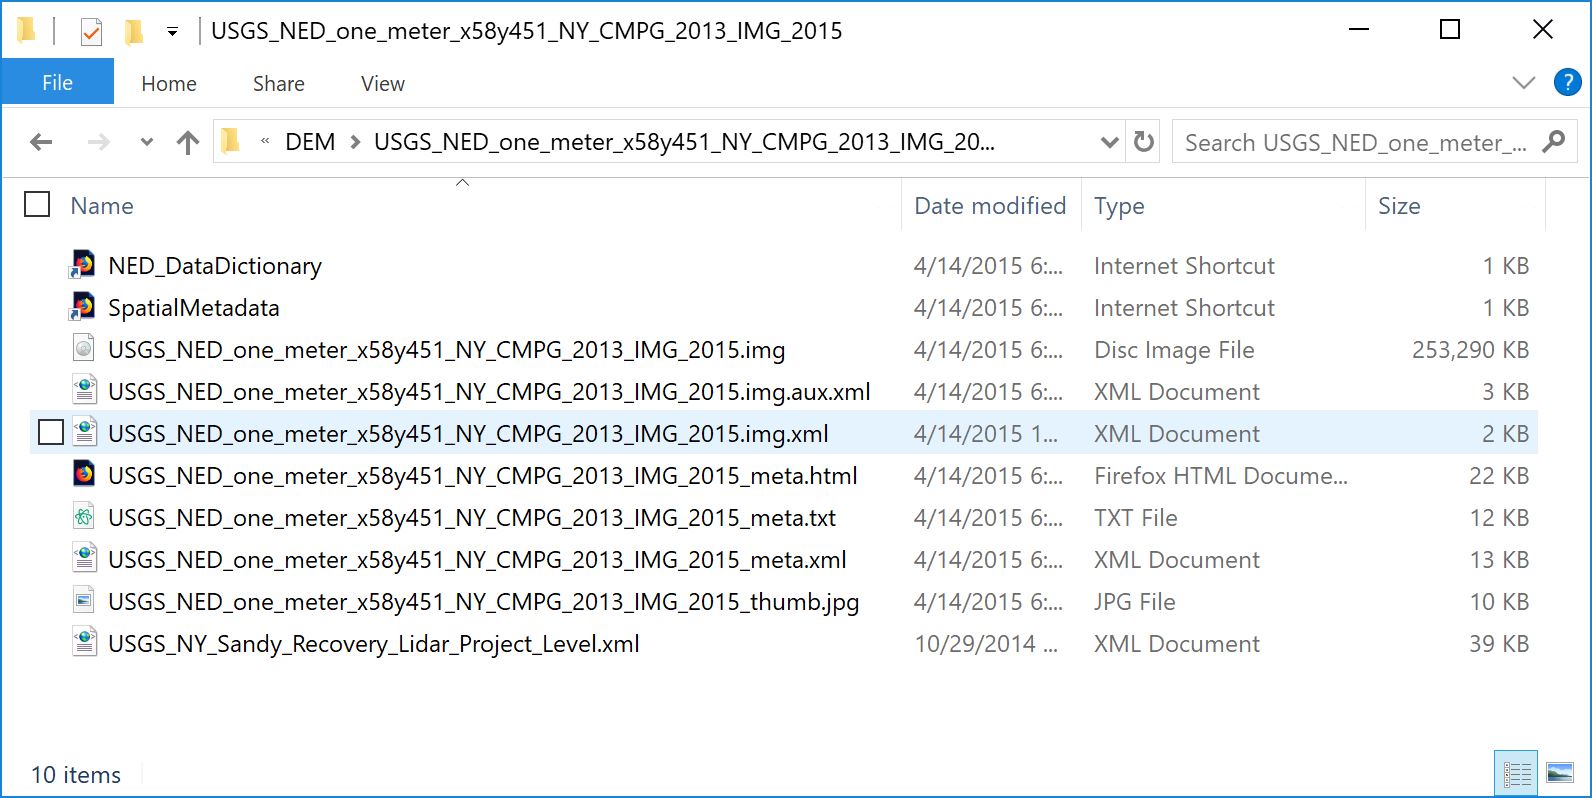 USGS_NED_one_meter_x58y451_NY_CMPG_2013_IMG_2015
File Home Share View ?
« DEM > USGS_NED_one_meter_x58y451_NY_CMPG_2013_IMG_20... Search USGS_NED_one_meter_...
Name Date modified Type Size
NED_DataDictionary 4/14/2015 6:... Internet Shortcut 1 KB
SpatialMetadata 4/14/2015 6:... Internet Shortcut 1 KB
USGS_NED_one_meter_x58y451_NY_CMPG_2013_IMG_2015.img 4/14/2015 6:... Disc Image File 253,290 KB
USGS_NED_one_meter_x58y451_NY_CMPG_2013_IMG_2015.img.aux.xml 4/14/2015 6:... XML Document 3 KB
USGS_NED_one_meter_x58y451_NY_CMPG_2013_IMG_2015.img.xml 4/14/2015 1... XML Document 2 KB
USGS_NED_one_meter_x58y451_NY_CMPG_2013_IMG_2015_meta.html 4/14/2015 6:... Firefox HTML Docume... 22 KB
USGS_NED_one_meter_x58y451_NY_CMPG_2013_IMG_2015_meta.txt 4/14/2015 6:... TXT File 12 KB
USGS_NED_one_meter_x58y451_NY_CMPG_2013_IMG_2015_meta.xml 4/14/2015 6:... XML Document 13 KB
USGS_NED_one_meter_x58y451_NY_CMPG_2013_IMG_2015_thumb.jpg 4/14/2015 6:... JPG File 10 KB
USGS_NY_Sandy_Recovery_Lidar_Project_Level.xml 10/29/2014 ... XML Document 39 KB
10 items